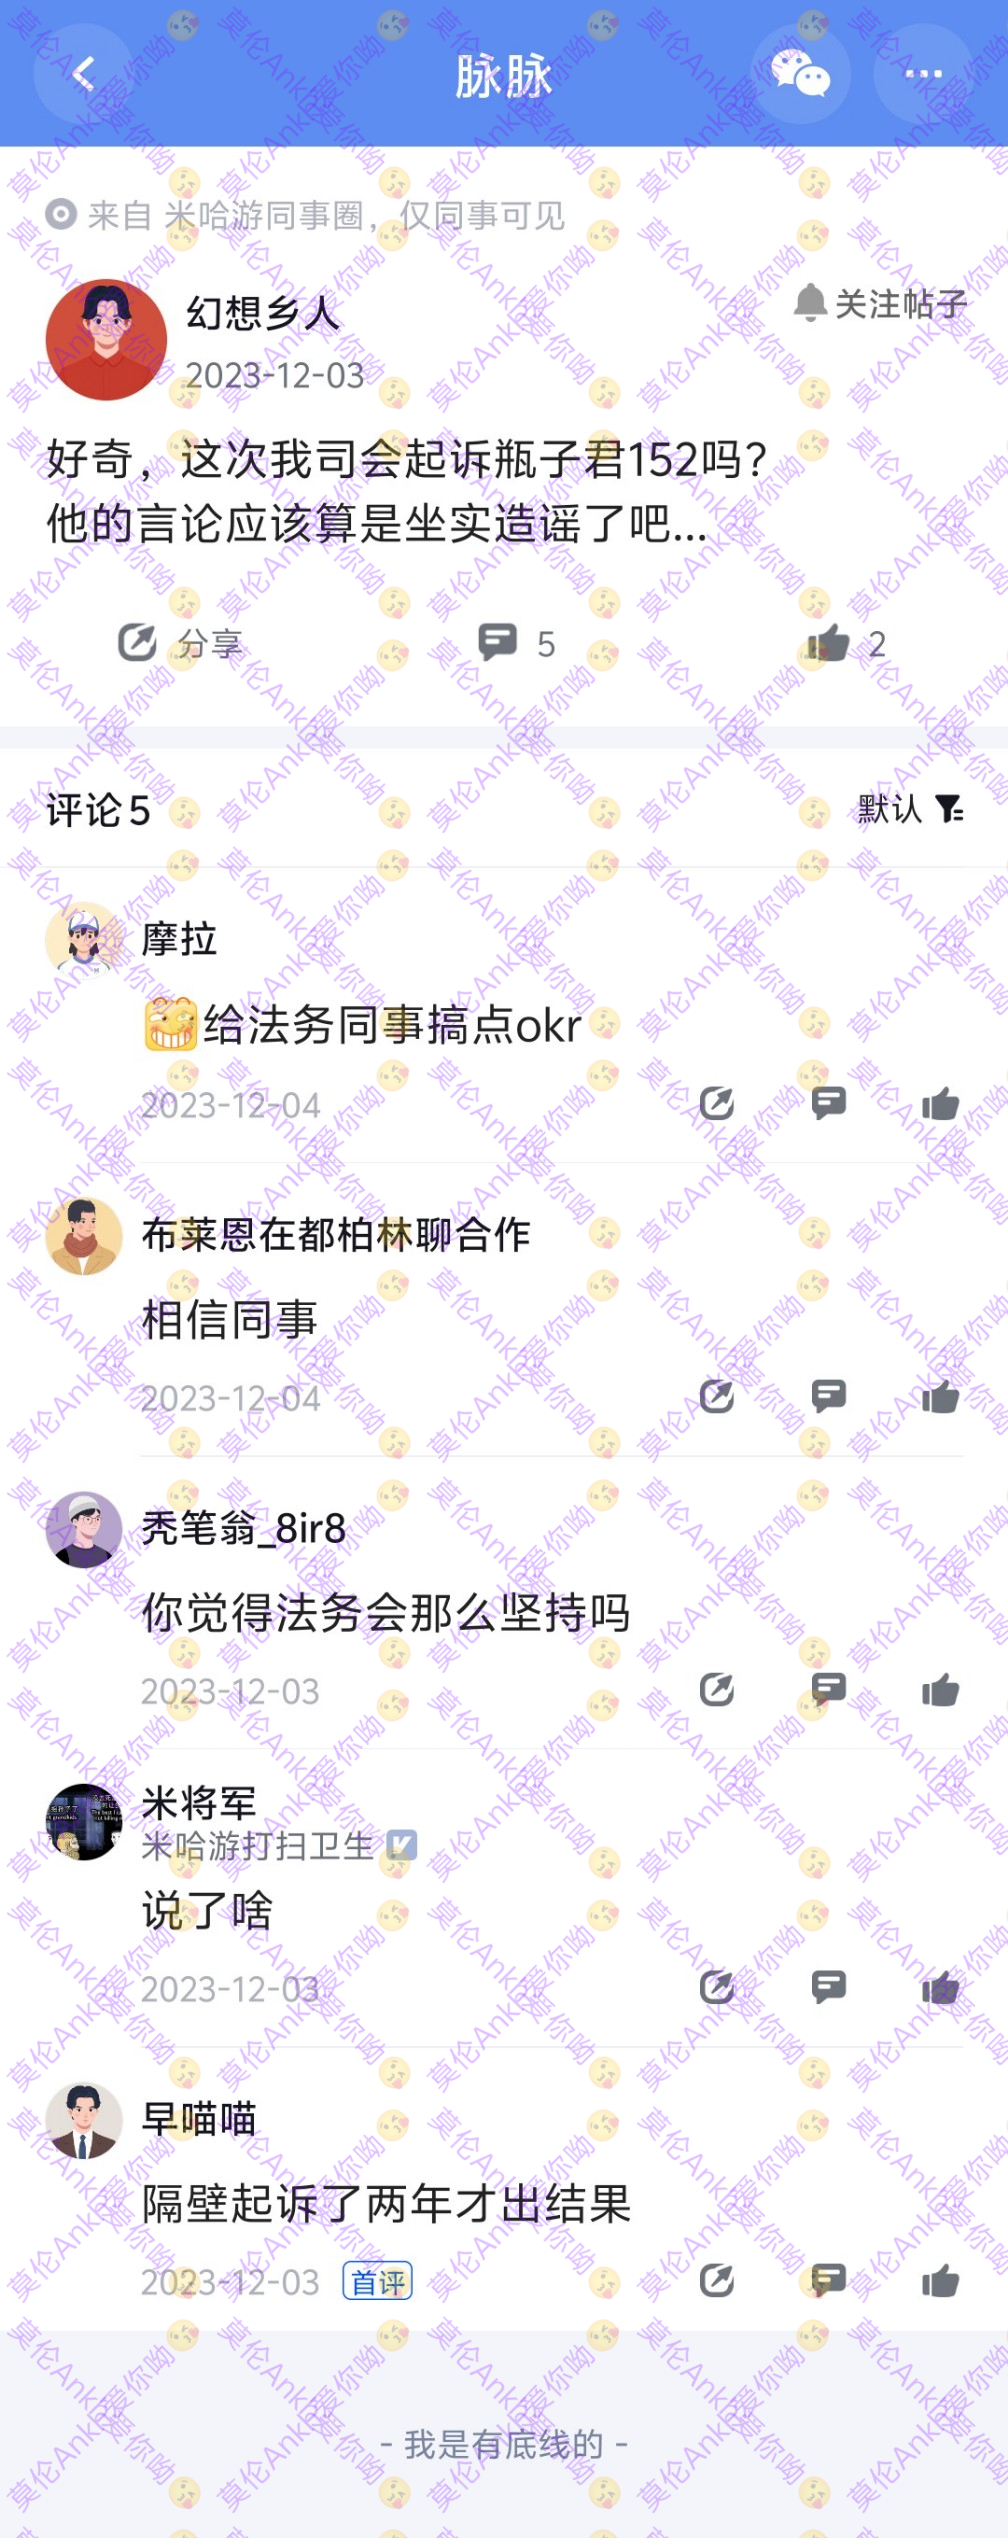 脉脉
来自 米哈游同事圈，仅同事可见
幻想乡人
关注帖子
2023-12-03
好奇，这次我司会起诉瓶子君152吗？
他的言论应该算是坐实造谣了吧...
分享
5
2
评论5
默认
摩拉
给法务同事搞点okr
2023-12-04
布莱恩在都柏林聊合作
相信同事
2023-12-04
秃笔翁_8ir8
你觉得法务会那么坚持吗
2023-12-03
米将军
米哈游打扫卫生
说了啥
2023-12-03
早喵喵
隔壁起诉了两年才出结果
2023-12-03 首评
- 我是有底线的 -